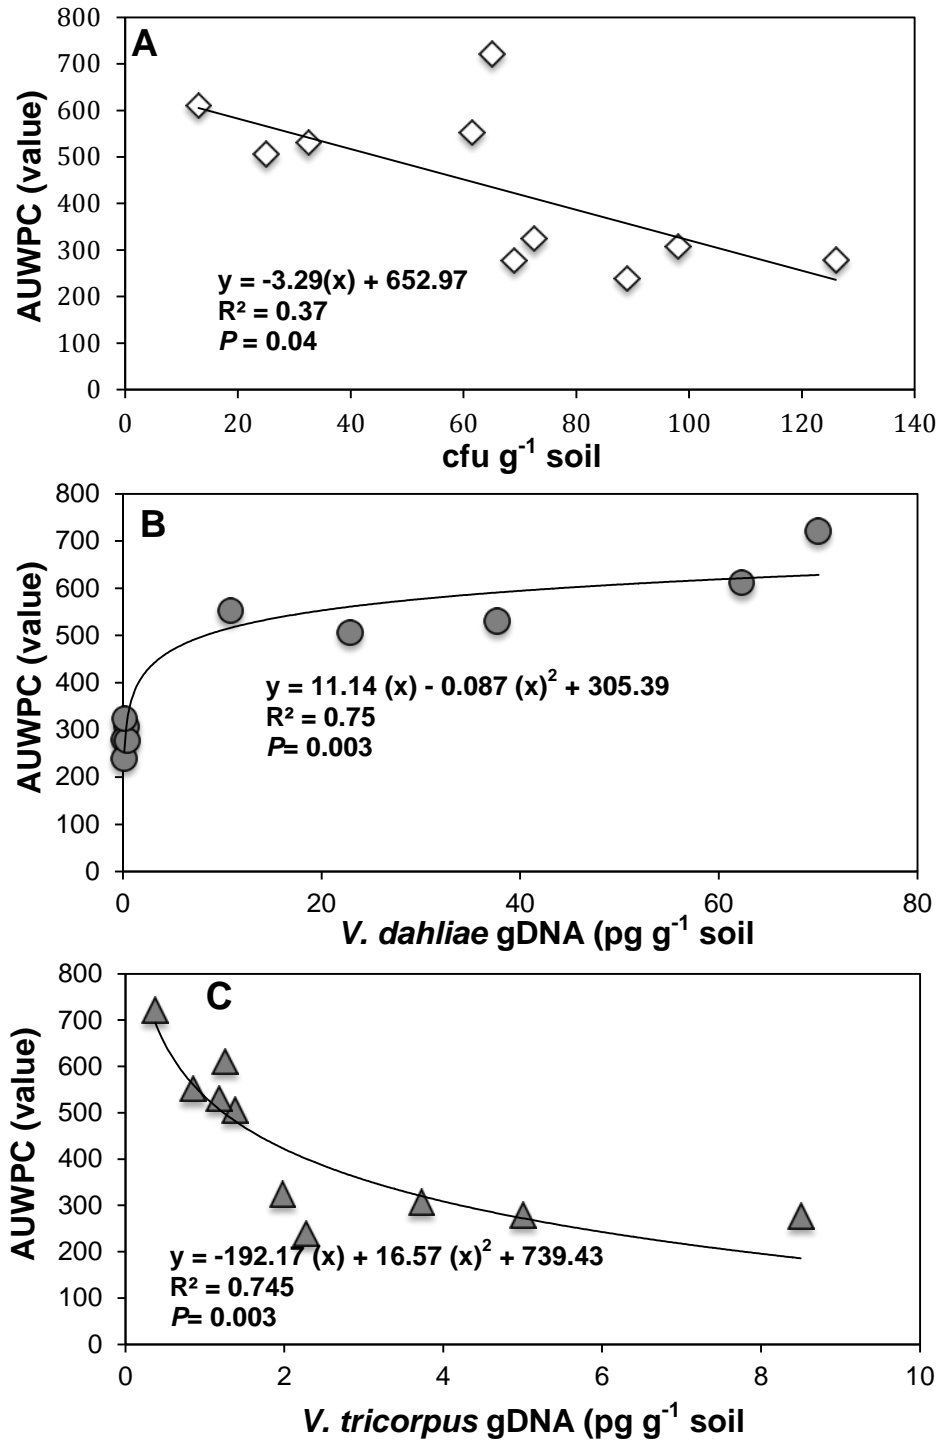 A
AUWPC (value)
800
700
600
500
400
300
200
100
0
y = -3.29(x) + 652.97
R² = 0.37
P = 0.04
0 20 40 60 80 100 120 140
cfu g⁻¹ soil
B
AUWPC (value)
800
700
600
500
400
300
200
100
0
y = 11.14 (x) - 0.087 (x)² + 305.39
R² = 0.75
P= 0.003
0 20 40 60 80
V. dahliae gDNA (pg g⁻¹ soil
C
AUWPC (value)
800
700
600
500
400
300
200
100
0
y = -192.17 (x) + 16.57 (x)² + 739.43
R² = 0.745
P= 0.003
0 2 4 6 8 10
V. tricorpus gDNA (pg g⁻¹ soil